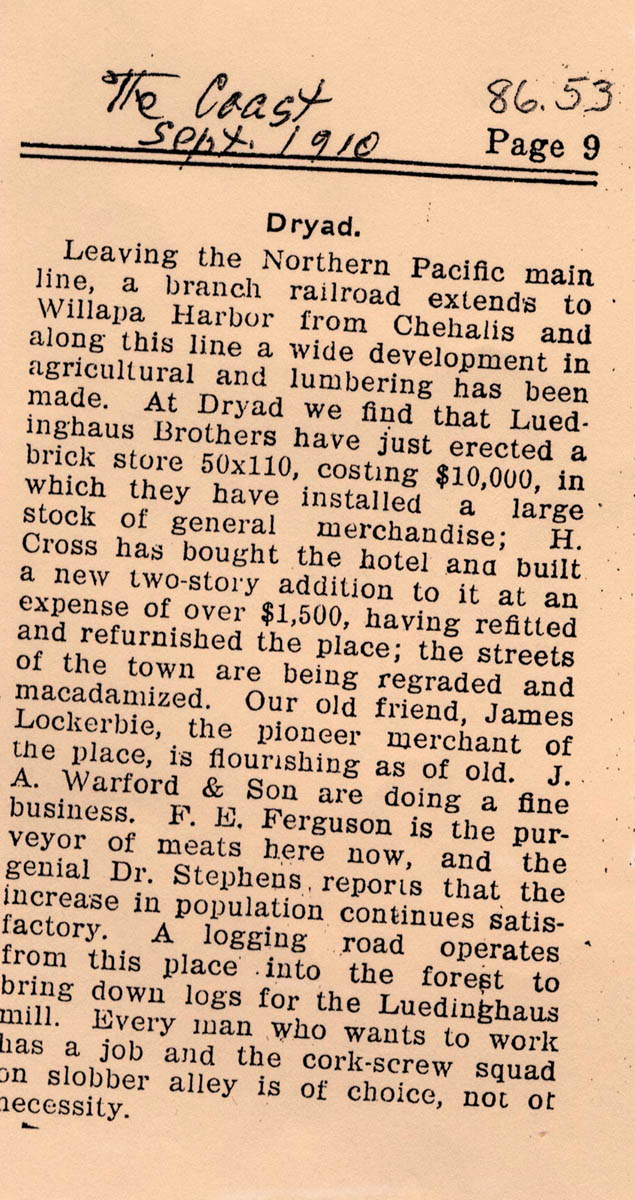 The Coast
Sept. 1910
86.53
Page 9
Dryad.
Leaving the Northern Pacific main
line, a branch railroad extends to
Willapa Harbor from Chehalis and
along this line a wide development in
agricultural and lumbering has been
made. At Dryad we find that Lued-
inghaus Brothers have just erected a
brick store 50x110, costing $10,000, in
which they have installed a large
stock of general merchandise; H.
Cross has bought the hotel and built
a new two-story addition to it at an
expense of over $1,500, having refitted
and refurnished the place; the streets
of the town are being regraded and
macadamized. Our old friend, James
Lockerbie, the pioneer merchant of
the place, is flourishing as of old. J.
A. Warford & Son are doing a fine
business. F. E. Ferguson is the pur-
veyor of meats here now, and the
genial Dr. Stephens reports that the
increase in population continues satis-
factory. A logging road operates
from this place into the forest to
bring down logs for the Luedinghaus
mill. Every man who wants to work
has a job and the cork-screw squad
on slobber alley is of choice, not of
necessity.